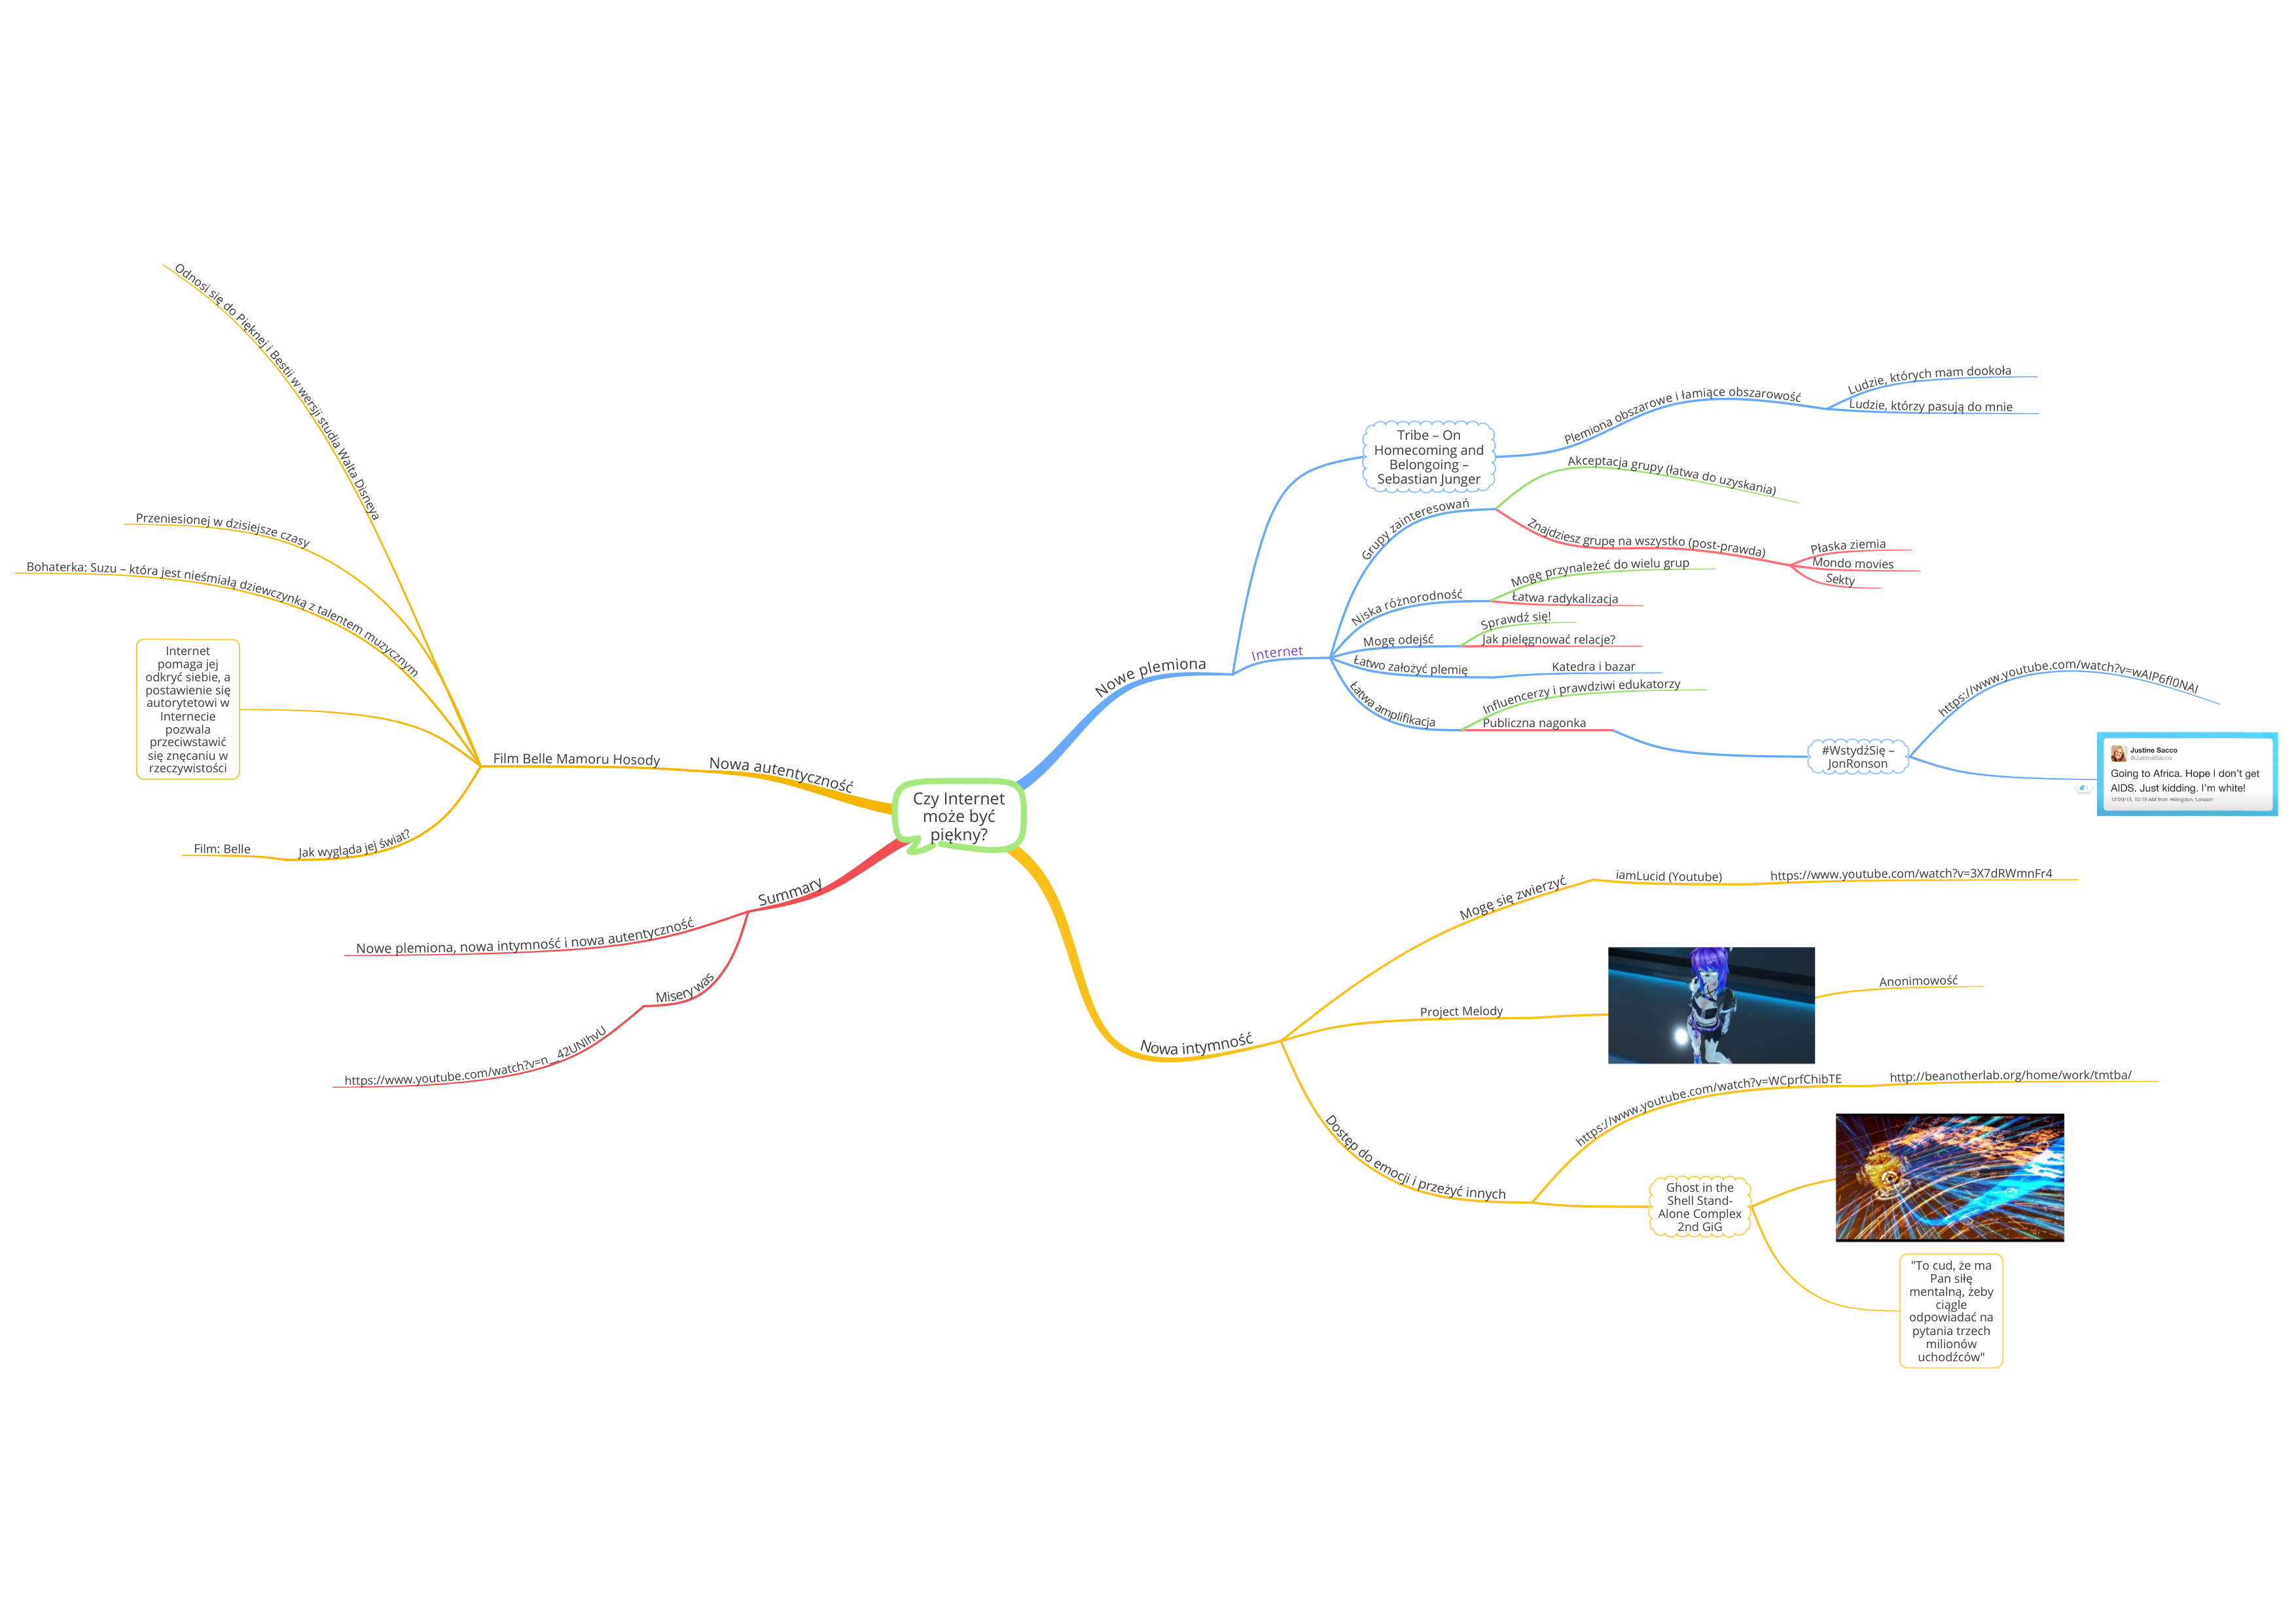 Czy Internet
może być
piękny?
Nowe plemiona
Tribe – On
Homecoming and
Belongoing –
Sebastian Junger
Plemiona obszarowe i łamiące obszarowość
Ludzie, których mam dookoła
Ludzie, którzy pasują do mnie
Internet
Grupy zainteresowań
Akceptacja grupy (łatwa do uzyskania)
Znajdziesz grupę na wszystko (post-prawda)
Płaska ziemia
Mondo movies
Sekty
Niska różnorodność
Mogę przynależeć do wielu grup
Łatwa radykalizacja
Mogę odejść
Sprawdź się!
Jak pielęgnować relacje?
Łatwo założyć plemię
Katedra i bazar
Łatwa amplifikacja
Influencerzy i prawdziwi edukatorzy
Publiczna nagonka
#WstydźSię –
JonRonson
https://www.youtube.com/watch?v=wAIP6fI0NAI
Justine Sacco
@JustineSacco
Going to Africa. Hope I don't get
AIDS. Just kidding. I'm white!
12/20/13, 10:19 AM from Hillingdon, London
Nowa intymność
Mogę się zwierzyć
iamLucid (Youtube)
https://www.youtube.com/watch?v=3X7dRWmnFr4
Project Melody
Anonimowość
Dostęp do emocji i przeżyć innych
https://www.youtube.com/watch?v=WCprfChibTE
http://beanotherlab.org/home/work/tmtba/
Ghost in the
Shell Stand-
Alone Complex
2nd GiG
"To cud, że ma
Pan siłę
mentalną, żeby
ciągle
odpowiadać na
pytania trzech
milionów
uchodźców"
Nowa autentyczność
Film Belle Mamoru Hosody
Odnosi się do Pięknej i Bestii w wersji studia Walta Disneya
Przeniesionej w dzisiejsze czasy
Bohaterka: Suzu – która jest nieśmiałą dziewczynką z talentem muzycznym
Internet
pomaga jej
odkryć siebie, a
postawienie się
autorytetowi w
Internecie
pozwala
przeciwstawić
się znęcaniu w
rzeczywistości
Jak wygląda jej świat?
Film: Belle
Summary
Nowe plemiona, nowa intymność i nowa autentyczność
Misery was
https://www.youtube.com/watch?v=n__42UNIhvU